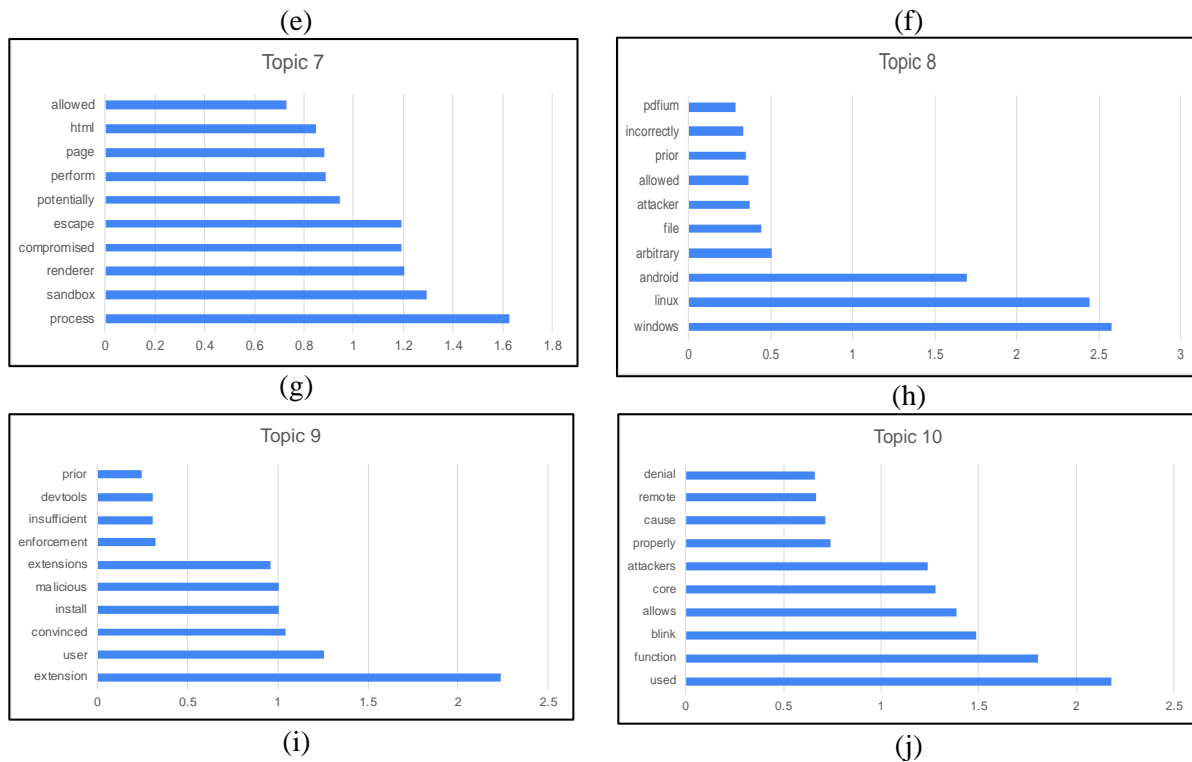 (e)
(f)
Topic 7
allowed
html
page
perform
potentially
escape
compromised
renderer
sandbox
process
0 0.2 0.4 0.6 0.8 1 1.2 1.4 1.6 1.8
(g)
Topic 8
pdfium
incorrectly
prior
allowed
attacker
file
arbitrary
android
linux
windows
0 0.5 1 1.5 2 2.5 3
(h)
Topic 9
prior
devtools
insufficient
enforcement
extensions
malicious
install
convinced
user
extension
0 0.5 1 1.5 2 2.5
(i)
Topic 10
denial
remote
cause
properly
attackers
core
allows
blink
function
used
0 0.5 1 1.5 2 2.5
(j)